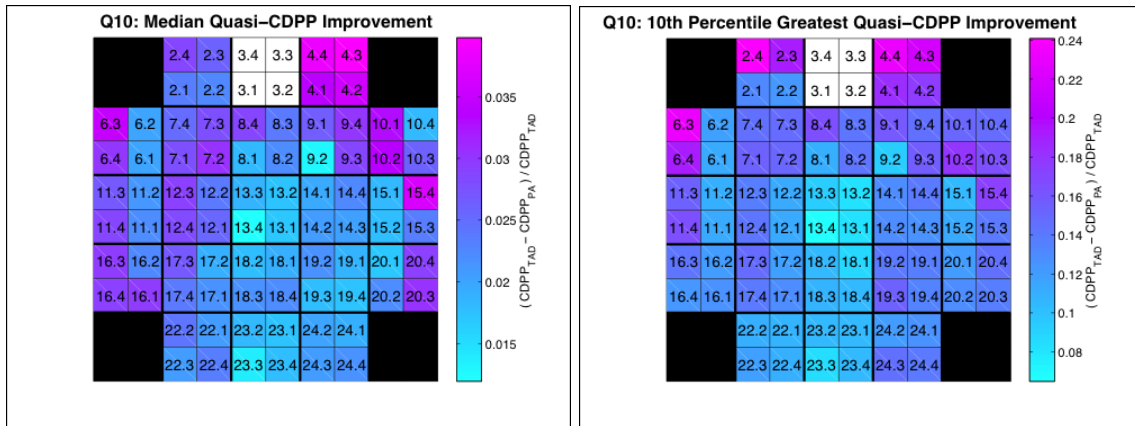 Q10: Median Quasi−CDPP Improvement
2.4 2.3 3.4 3.3 4.4 4.3
2.1 2.2 3.1 3.2 4.1 4.2
6.3 6.2 7.4 7.3 8.4 8.3 9.1 9.4 10.1 10.4
6.4 6.1 7.1 7.2 8.1 8.2 9.2 9.3 10.2 10.3
11.3 11.2 12.3 12.2 13.3 13.2 14.1 14.4 15.1 15.4
11.4 11.1 12.4 12.1 13.4 13.1 14.2 14.3 15.2 15.3
16.3 16.2 17.3 17.2 18.2 18.1 19.2 19.1 20.1 20.4
16.4 16.1 17.4 17.1 18.3 18.4 19.3 19.4 20.2 20.3
22.2 22.1 23.2 23.1 24.2 24.1
22.3 22.4 23.3 23.4 24.3 24.4
0.035
0.03
0.025
0.02
0.015
(CDPP_TAD − CDPP_PA) / CDPP_TAD
Q10: 10th Percentile Greatest Quasi−CDPP Improvement
2.4 2.3 3.4 3.3 4.4 4.3
2.1 2.2 3.1 3.2 4.1 4.2
6.3 6.2 7.4 7.3 8.4 8.3 9.1 9.4 10.1 10.4
6.4 6.1 7.1 7.2 8.1 8.2 9.2 9.3 10.2 10.3
11.3 11.2 12.3 12.2 13.3 13.2 14.1 14.4 15.1 15.4
11.4 11.1 12.4 12.1 13.4 13.1 14.2 14.3 15.2 15.3
16.3 16.2 17.3 17.2 18.2 18.1 19.2 19.1 20.1 20.4
16.4 16.1 17.4 17.1 18.3 18.4 19.3 19.4 20.2 20.3
22.2 22.1 23.2 23.1 24.2 24.1
22.3 22.4 23.3 23.4 24.3 24.4
0.24
0.22
0.2
0.18
0.16
0.14
0.12
0.1
0.08
(CDPP_TAD − CDPP_PA) / CDPP_TAD